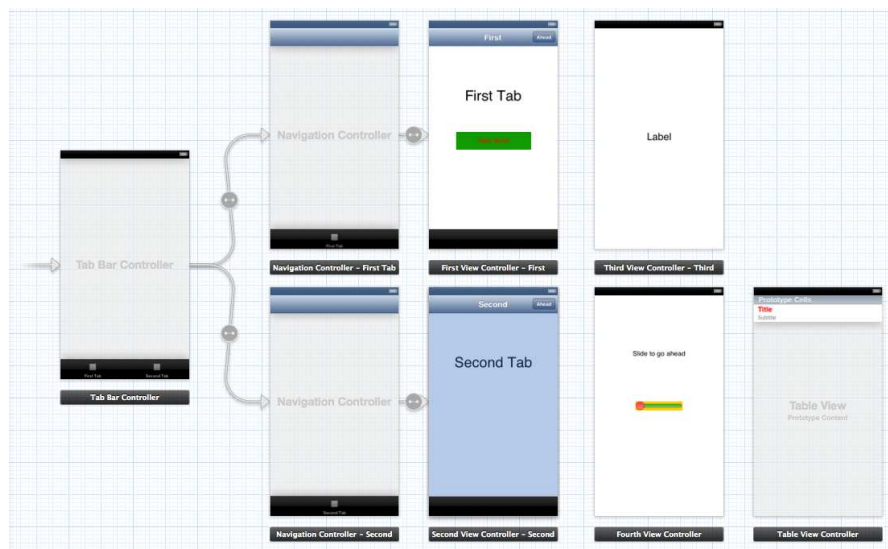 First
Ahead
First Tab
Navigation Controller
Label
First Tab
Navigation Controller – First Tab
First View Controller – First
Third View Controller – Third
Tab Bar Controller
First Tab
Second Tab
Tab Bar Controller
Second
Ahead
Second Tab
Navigation Controller
Second Tab
Navigation Controller – Second
Second View Controller – Second
Slide to go ahead
Fourth View Controller
Prototype Cells
Title
Subtitle
Table View
Prototype Content
Table View Controller